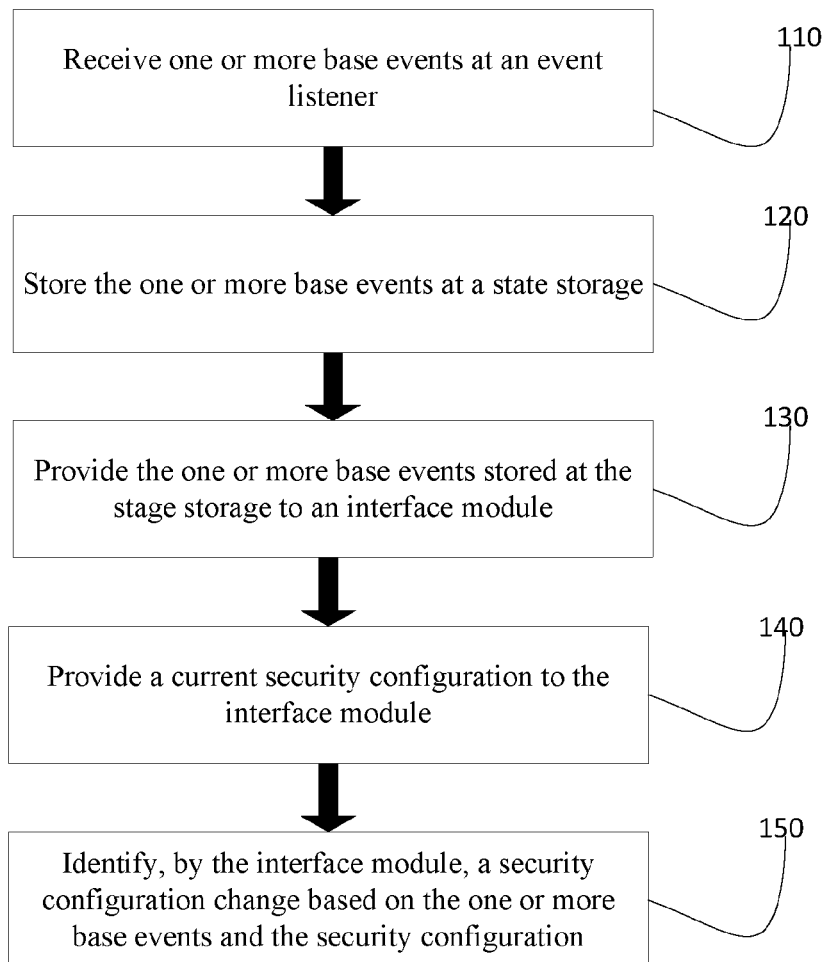 110
Receive one or more base events at an event
listener
120
Store the one or more base events at a state storage
130
Provide the one or more base events stored at the
stage storage to an interface module
140
Provide a current security configuration to the
interface module
150
Identify, by the interface module, a security
configuration change based on the one or more
base events and the security configuration